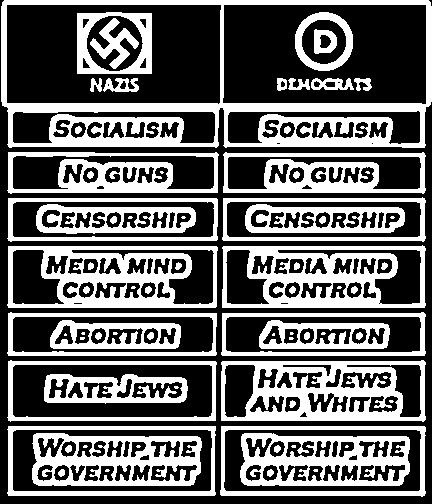 NAZIS DEMOCRATS
SOCIALISM SOCIALISM
NO GUNS NO GUNS
CENSORSHIP CENSORSHIP
MEDIA MIND MEDIA MIND
CONTROL CONTROL
ABORTION ABORTION
HATE JEWS HATE JEWS
AND WHITES
WORSHIP THE WORSHIP THE
GOVERNMENT GOVERNMENT